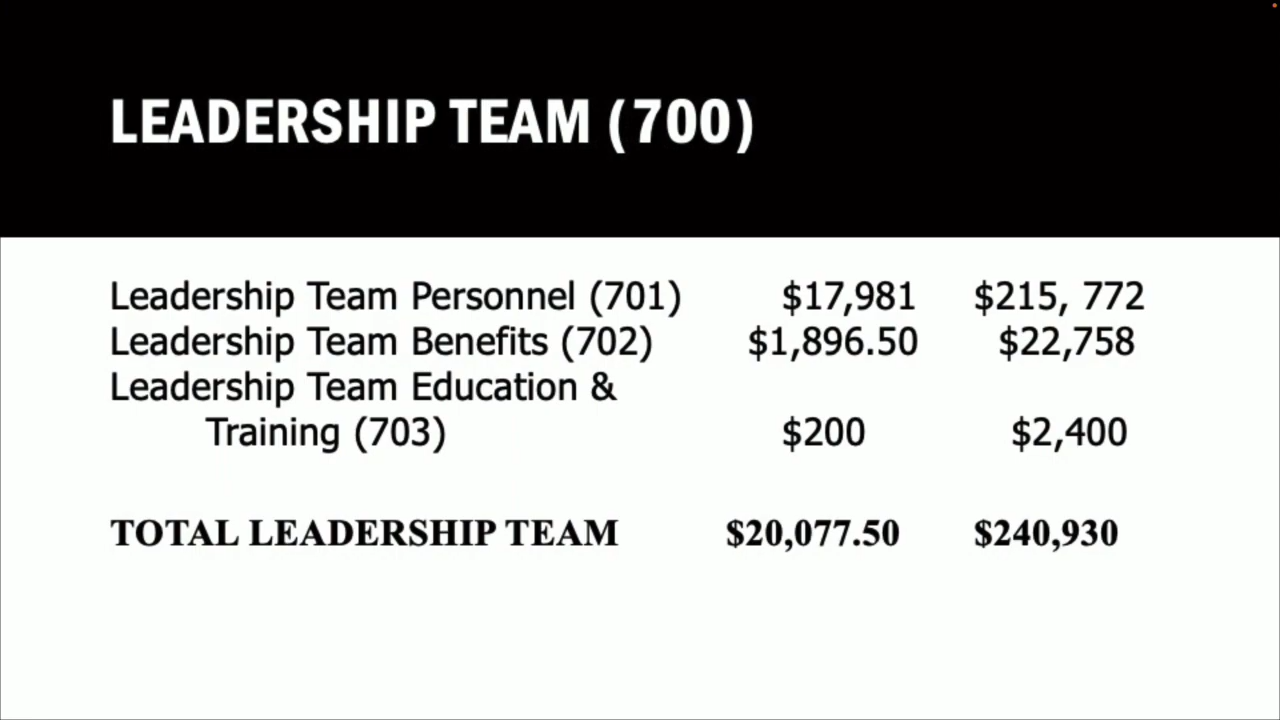 LEADERSHIP TEAM (700)
Leadership Team Personnel (701) $17,981 $215, 772
Leadership Team Benefits (702) $1,896.50 $22,758
Leadership Team Education &
Training (703) $200 $2,400
TOTAL LEADERSHIP TEAM $20,077.50 $240,930